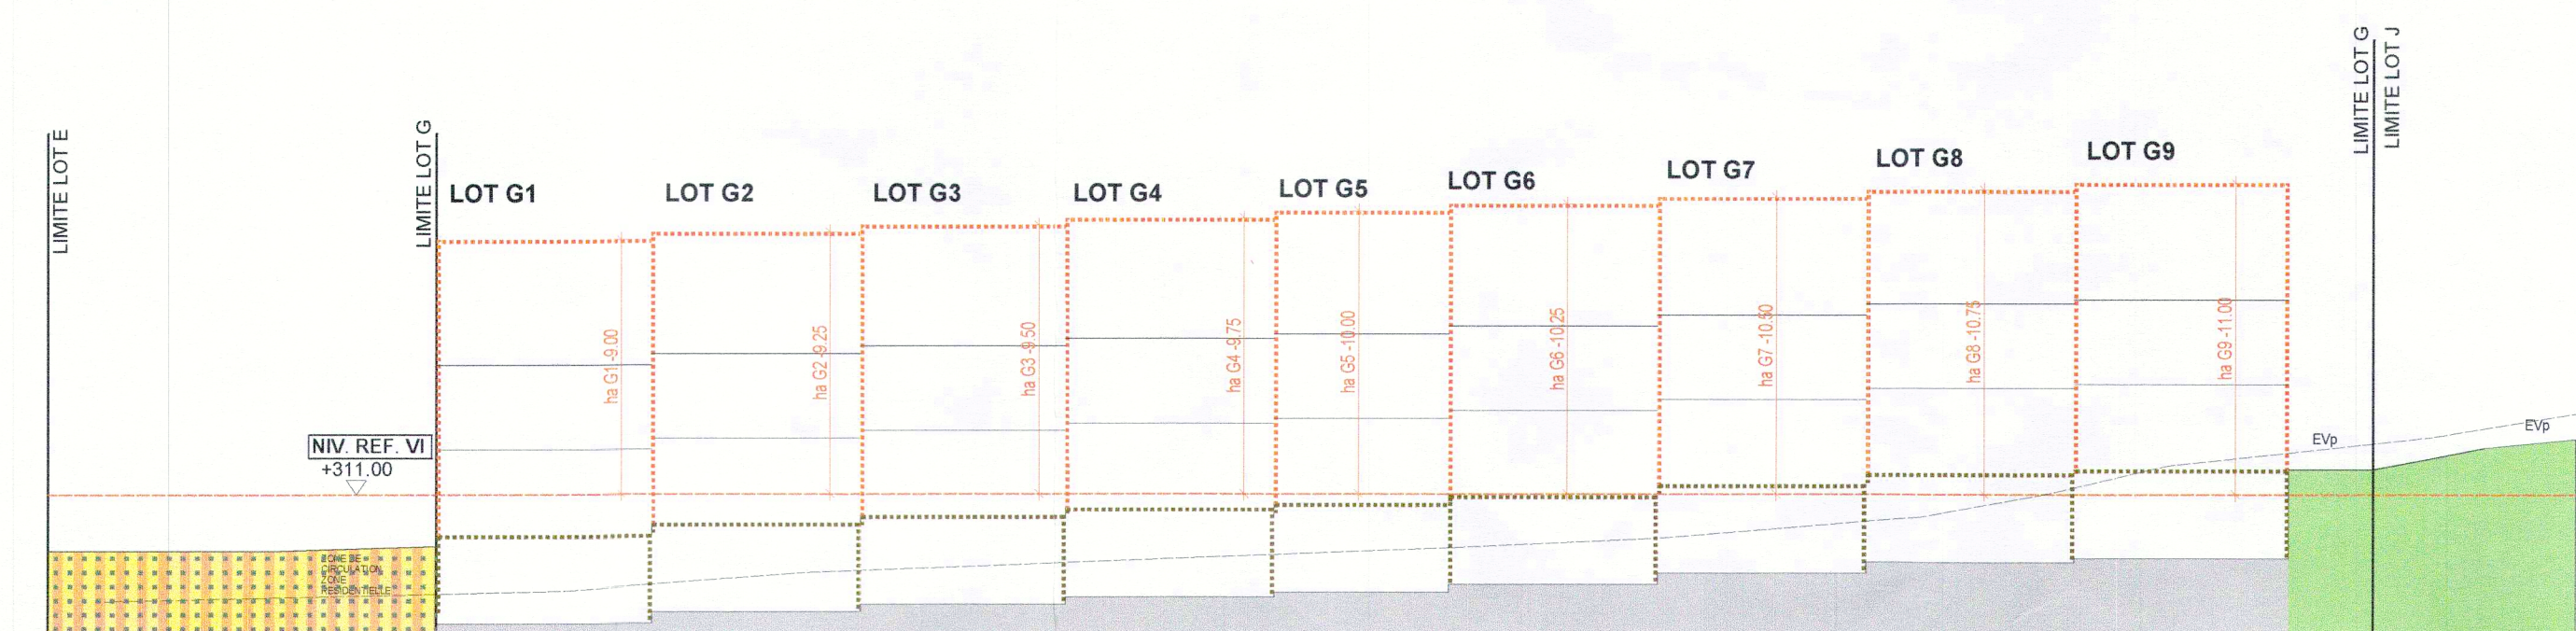 LIMITE LOT E
LIMITE LOT G
LOT G1
LOT G2
LOT G3
LOT G4
LOT G5
LOT G6
LOT G7
LOT G8
LOT G9
LIMITE LOT G
LIMITE LOT J
ha G1 -9.00
ha G2 -9.25
ha G3 -9.50
ha G4 -9.75
ha G5 -10.00
ha G6 -10.25
ha G7 -10.50
ha G8 -10.75
ha G9 -11.00
NIV. REF. VI
+311.00
EVp
EVp
ZONE DE
CIRCULATION
ZONE
RESIDENTIELLE